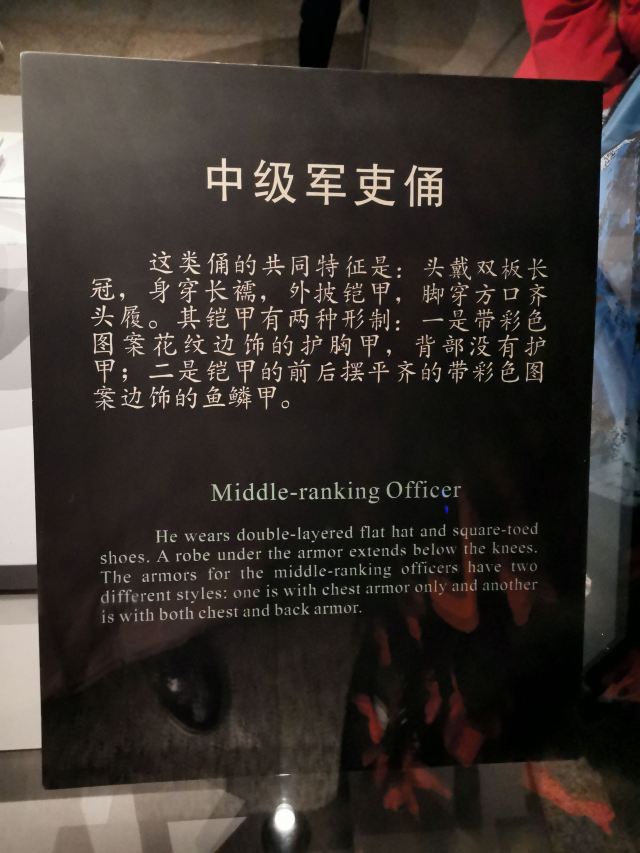 中级军吏俑
这类俑的共同特征是：头戴双板长
冠，身穿长襦，外披铠甲，脚穿方口齐
头履。其铠甲有两种形制：一是带彩色
图案花纹边饰的护胸甲，背部没有护
甲；二是铠甲的前后摆平齐的带彩色图
案边饰的鱼鳞甲。
Middle-ranking Officer
He wears double-layered flat hat and square-toed
shoes. A robe under the armor extends below the knees.
The armors for the middle-ranking officers have two
different styles: one is with chest armor only and another
is with both chest and back armor.